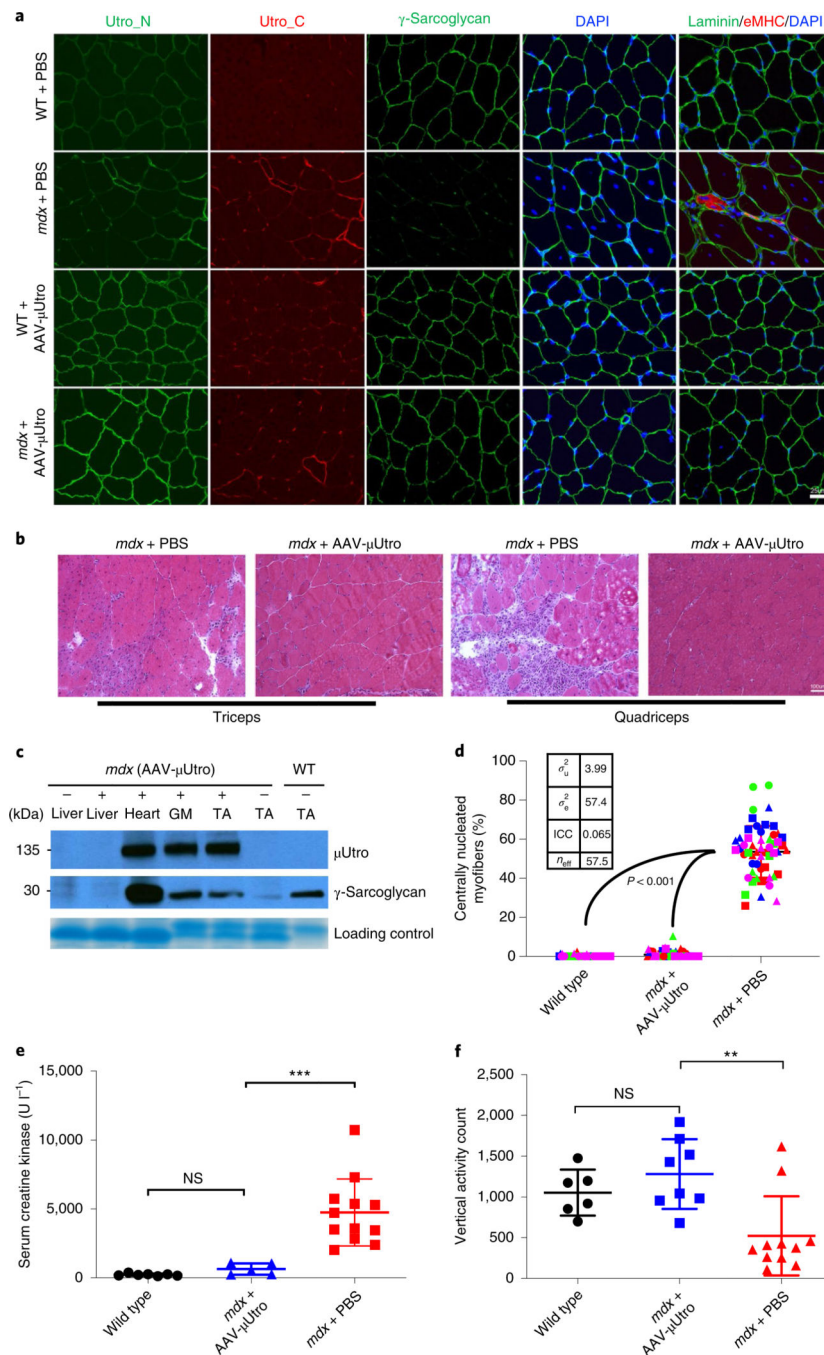 a
Utro_N Utro_C γ-Sarcoglycan DAPI Laminin/eMHC/DAPI
WT + PBS
mdx + PBS
WT +
AAV-μUtro
mdx +
AAV-μUtro
b
mdx + PBS mdx + AAV-μUtro mdx + PBS mdx + AAV-μUtro
Triceps Quadriceps
c
mdx (AAV-μUtro) WT
– + + + + – –
(kDa) Liver Liver Heart GM TA TA TA
135 μUtro
30 γ-Sarcoglycan
Loading control
d
Centrally nucleated
myofibers (%)
100
80
60
40
20
0
σ²u 3.99
σ²e 57.4
ICC 0.065
neff 57.5
P < 0.001
Wild type
mdx +
AAV-μUtro
mdx + PBS
e
Serum creatine kinase (U l⁻¹)
15,000
10,000
5,000
0
NS
***
Wild type
mdx +
AAV-μUtro
mdx + PBS
f
Vertical activity count
2,500
2,000
1,500
1,000
500
0
NS
**
Wild type
mdx +
AAV-μUtro
mdx + PBS